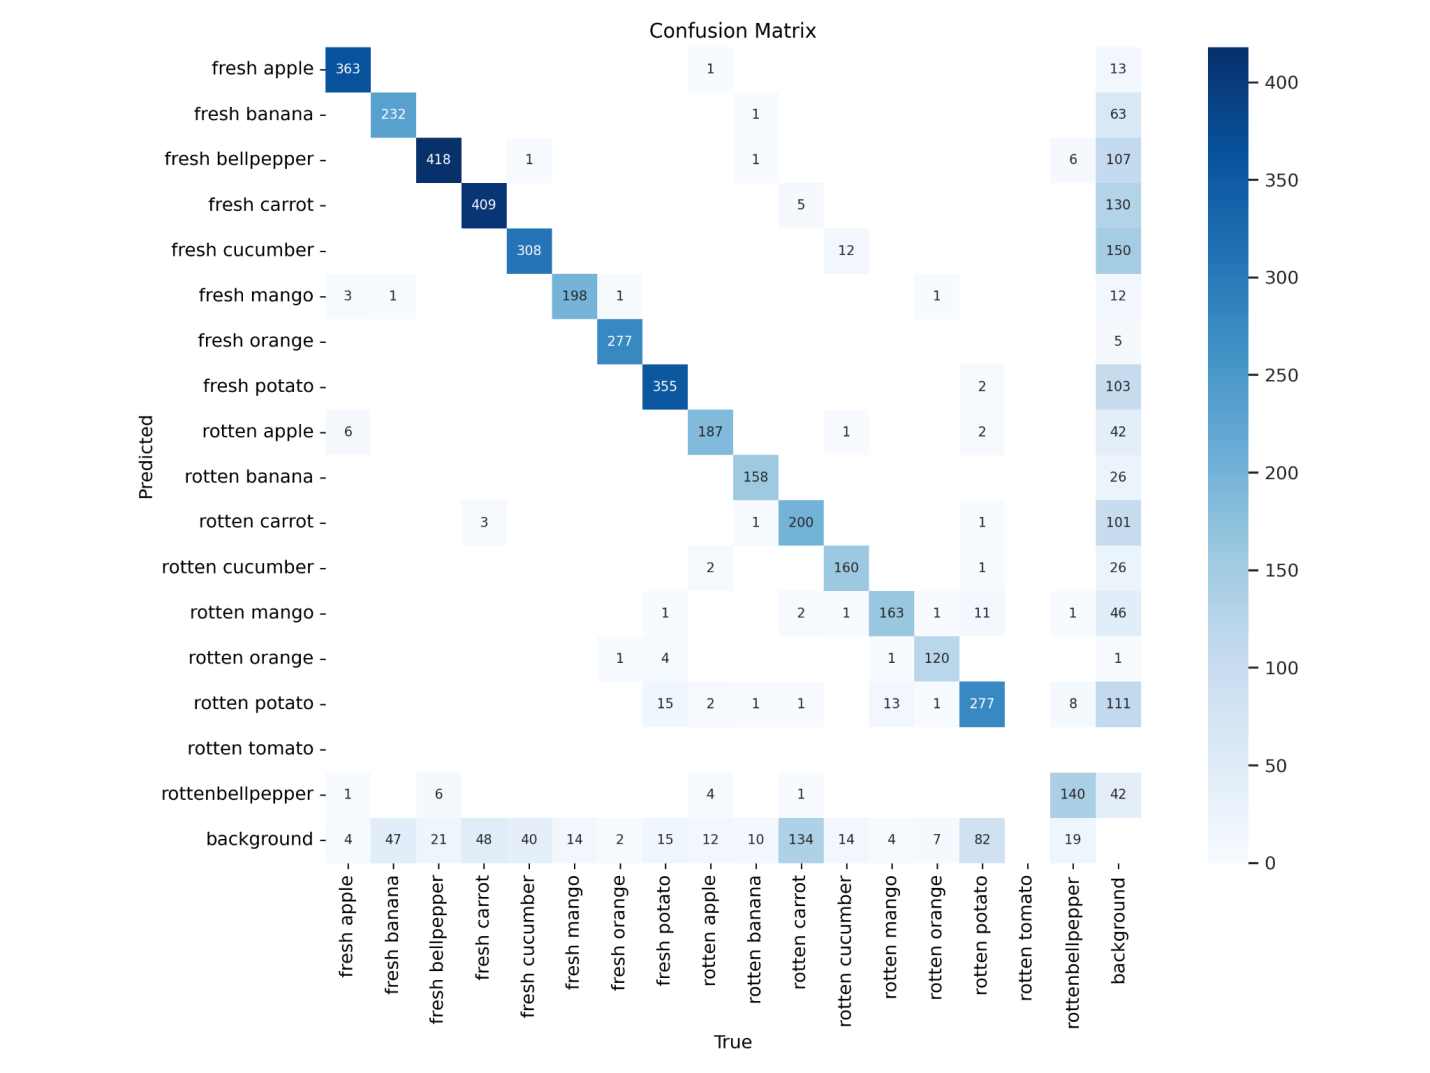 Confusion Matrix
fresh apple 363 1 13
fresh banana 232 1 63
fresh bellpepper 418 1 1 6 107
fresh carrot 409 5 130
fresh cucumber 308 12 150
fresh mango 3 1 198 1 1 12
fresh orange 277 5
fresh potato 355 2 103
rotten apple 6 187 1 2 42
rotten banana 158 26
rotten carrot 3 1 200 1 101
rotten cucumber 2 160 1 26
rotten mango 1 2 1 163 1 11 1 46
rotten orange 1 4 1 120 1
rotten potato 15 2 1 1 13 1 277 8 111
rotten tomato
rottenbellpepper 1 6 4 1 140 42
background 4 47 21 48 40 14 2 15 12 10 134 14 4 7 82 19
Predicted
fresh apple
fresh banana
fresh bellpepper
fresh carrot
fresh cucumber
fresh mango
fresh orange
fresh potato
rotten apple
rotten banana
rotten carrot
rotten cucumber
rotten mango
rotten orange
rotten potato
rotten tomato
rottenbellpepper
background
True
400
350
300
250
200
150
100
50
0